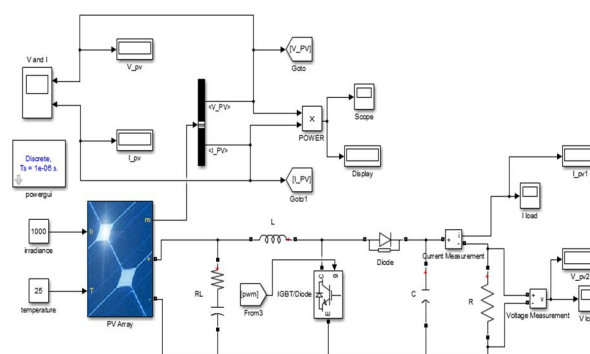 V and I
V_pv
I_pv
[V_PV]
Goto
<V_PV>
<I_PV>
X
POWER
Scope
Display
[I_PV]
Goto1
Discrete,
Ts = 1e-06 s.
powergui
1000
irradiance
25
temperature
Ir
T
m
+
-
PV Array
RL
L
[pwm]
From3
g
C
E
IGBT/Diode
Diode
+
-
i
Current Measurement
C
I load
I_pv1
R
+
-
v
Voltage Measurement
V_pv2